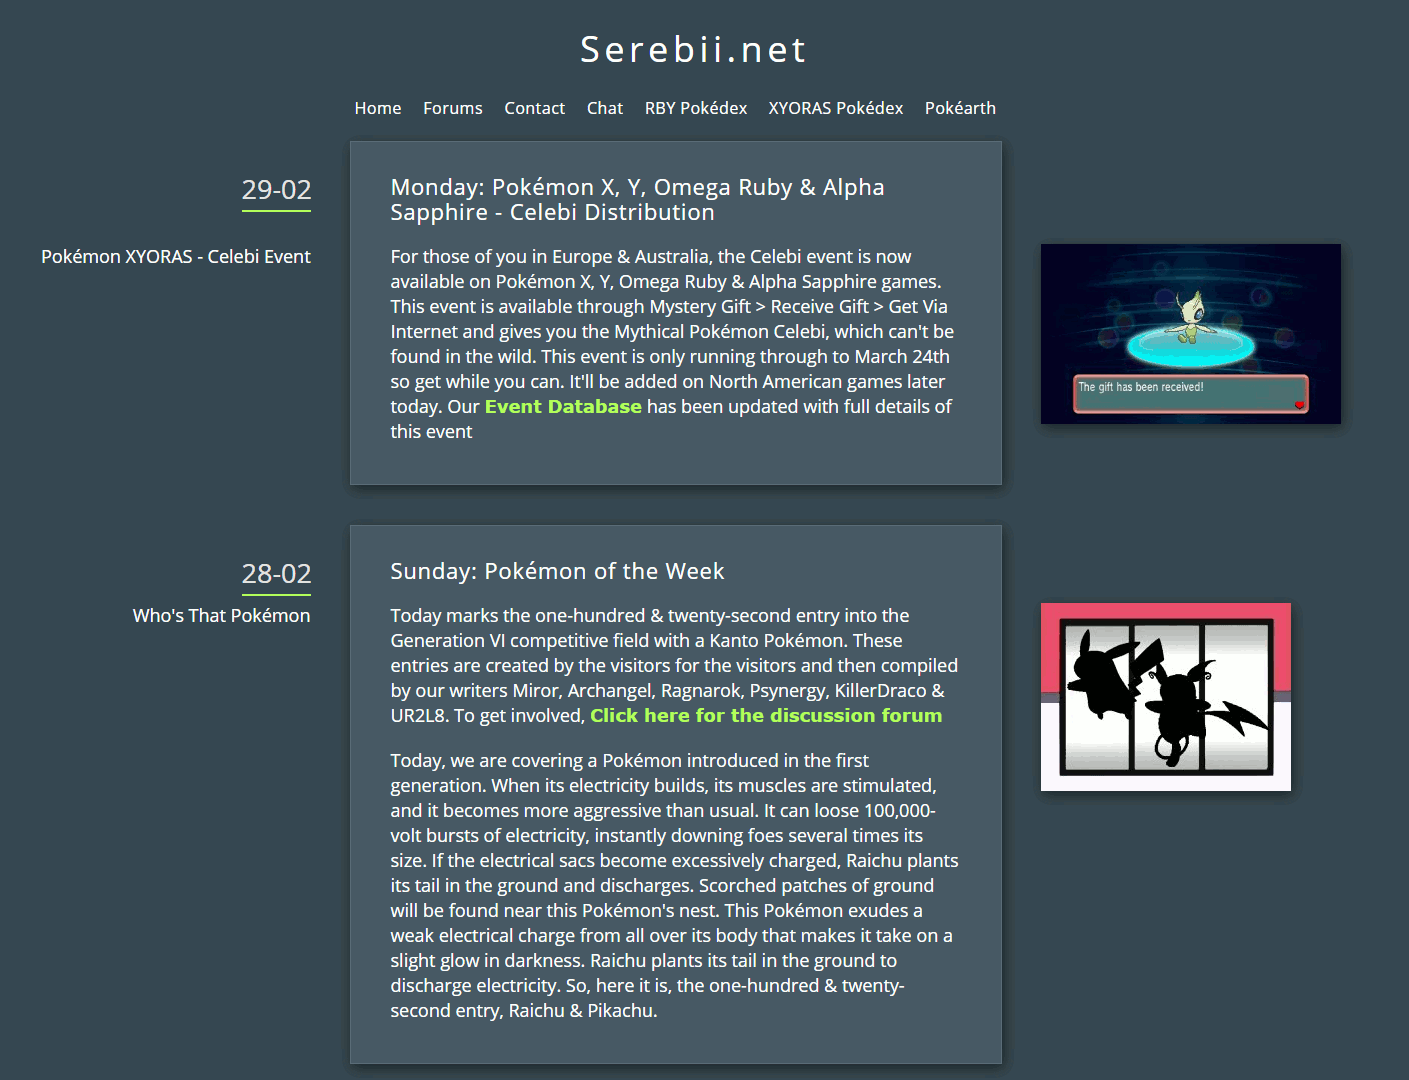 Serebii.net
Home Forums Contact Chat RBY Pokédex XYORAS Pokédex Pokéarth
29-02
Pokémon XYORAS - Celebi Event
Monday: Pokémon X, Y, Omega Ruby & Alpha
Sapphire - Celebi Distribution
For those of you in Europe & Australia, the Celebi event is now
available on Pokémon X, Y, Omega Ruby & Alpha Sapphire games.
This event is available through Mystery Gift > Receive Gift > Get Via
Internet and gives you the Mythical Pokémon Celebi, which can't be
found in the wild. This event is only running through to March 24th
so get while you can. It'll be added on North American games later
today. Our Event Database has been updated with full details of
this event
The gift has been received!
28-02
Who's That Pokémon
Sunday: Pokémon of the Week
Today marks the one-hundred & twenty-second entry into the
Generation VI competitive field with a Kanto Pokémon. These
entries are created by the visitors for the visitors and then compiled
by our writers Miror, Archangel, Ragnarok, Psynergy, KillerDraco &
UR2L8. To get involved, Click here for the discussion forum
Today, we are covering a Pokémon introduced in the first
generation. When its electricity builds, its muscles are stimulated,
and it becomes more aggressive than usual. It can loose 100,000-
volt bursts of electricity, instantly downing foes several times its
size. If the electrical sacs become excessively charged, Raichu plants
its tail in the ground and discharges. Scorched patches of ground
will be found near this Pokémon's nest. This Pokémon exudes a
weak electrical charge from all over its body that makes it take on a
slight glow in darkness. Raichu plants its tail in the ground to
discharge electricity. So, here it is, the one-hundred & twenty-
second entry, Raichu & Pikachu.